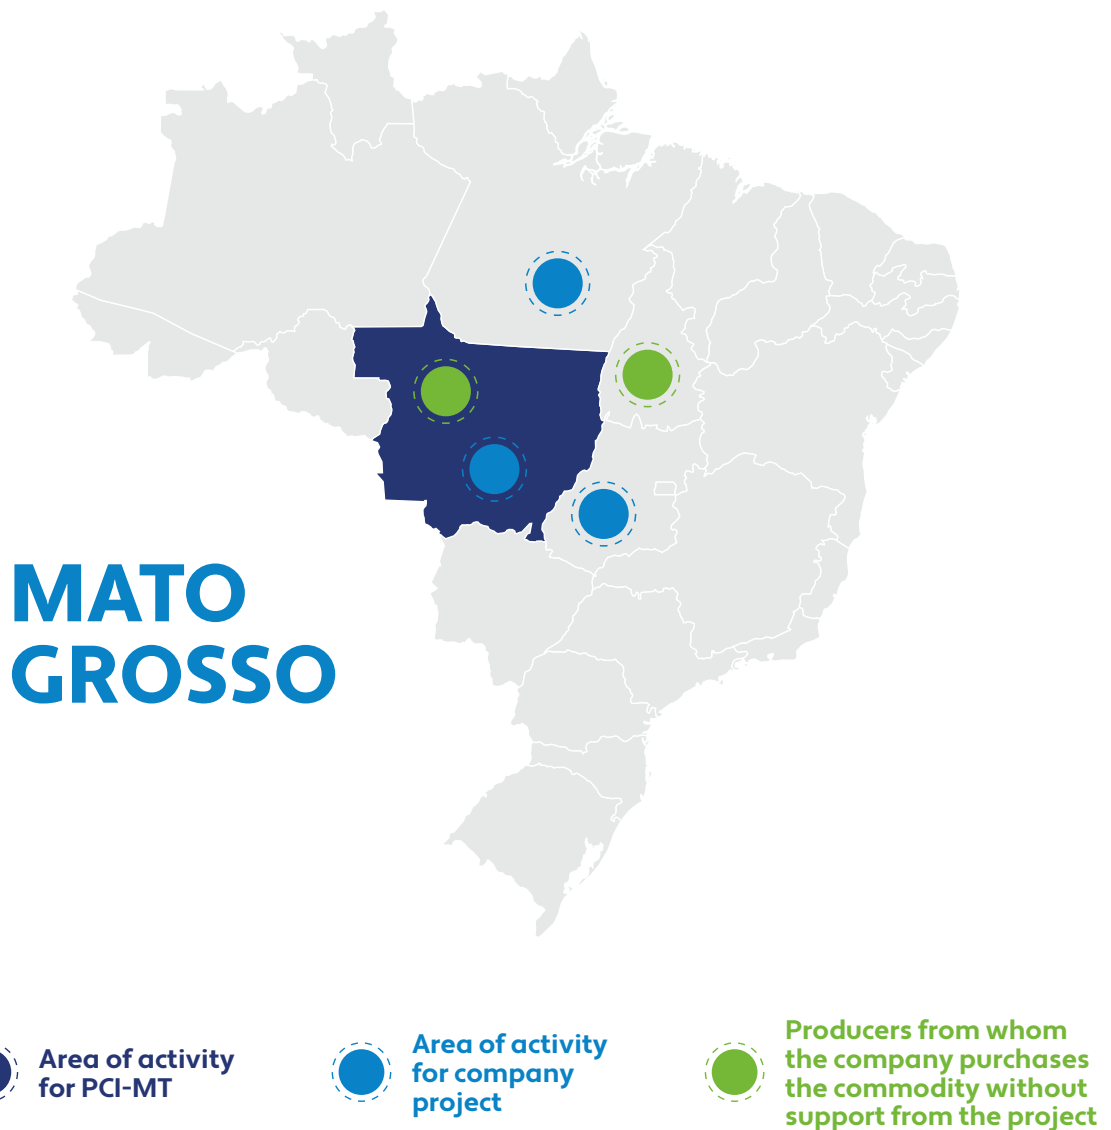 MATO
GROSSO
Area of activity
for PCI-MT
Area of activity
for company
project
Producers from whom
the company purchases
the commodity without
support from the project